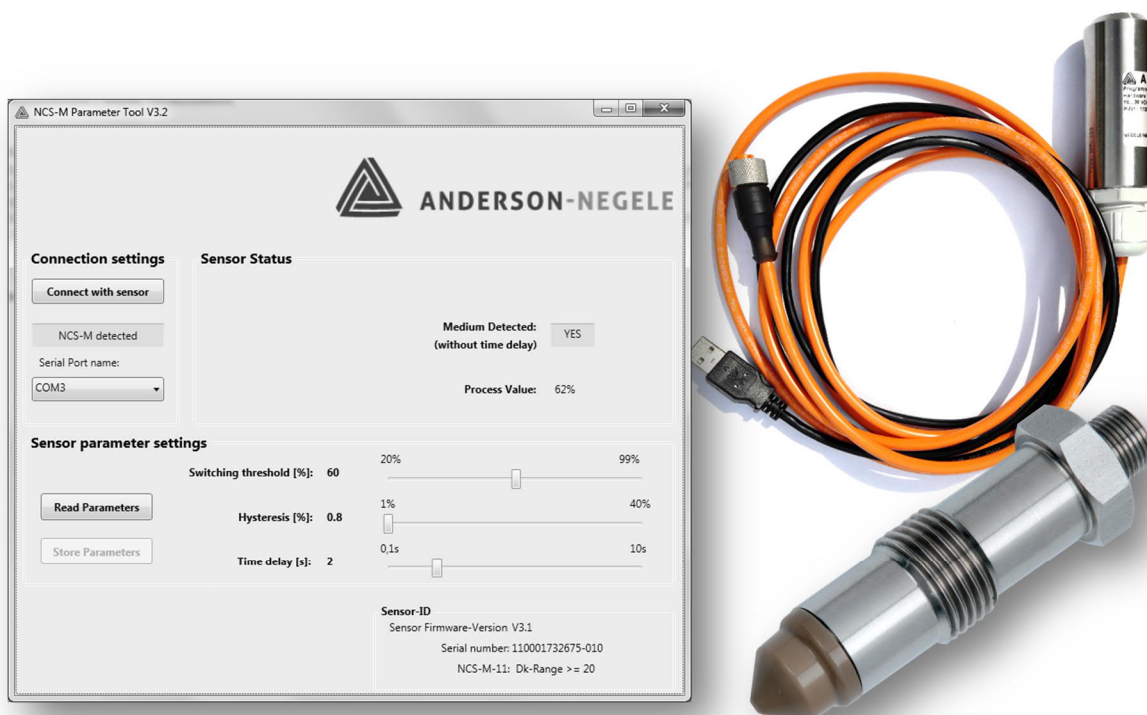 NCS-M Parameter Tool V3.2
ANDERSON-NEGELE
Connection settings
Connect with sensor
NCS-M detected
Serial Port name:
COM3
Sensor Status
Medium Detected: YES
(without time delay)
Process Value: 62%
Sensor parameter settings
Read Parameters
Store Parameters
20% 99%
Switching threshold [%]: 60
1% 40%
Hysteresis [%]: 0.8
0,1s 10s
Time delay [s]: 2
Sensor-ID
Sensor Firmware-Version V3.1
Serial number: 110001732675-010
NCS-M-11: Dk-Range >= 20